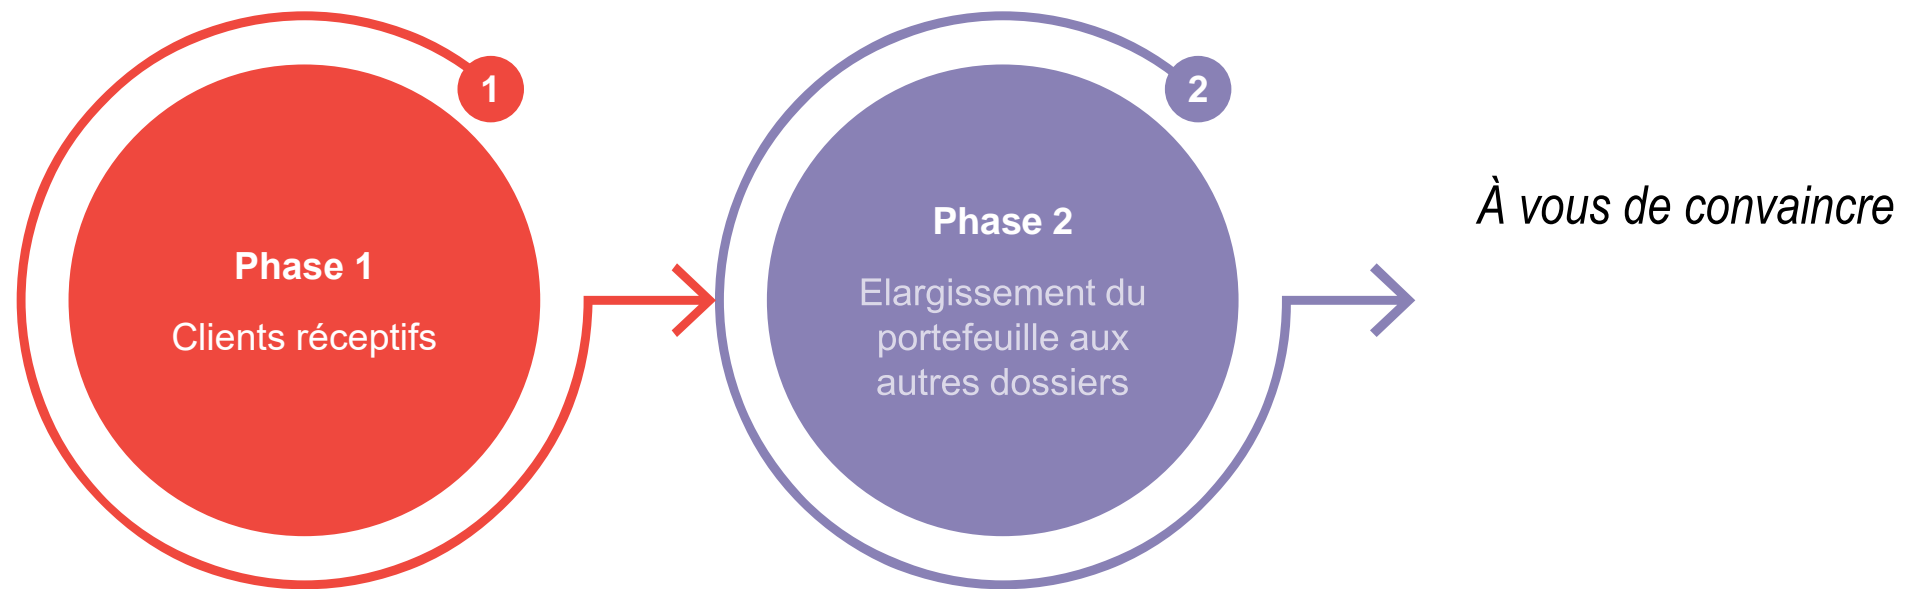 1
Phase 1
Clients réceptifs
2
Phase 2
Elargissement du
portefeuille aux
autres dossiers
À vous de convaincre